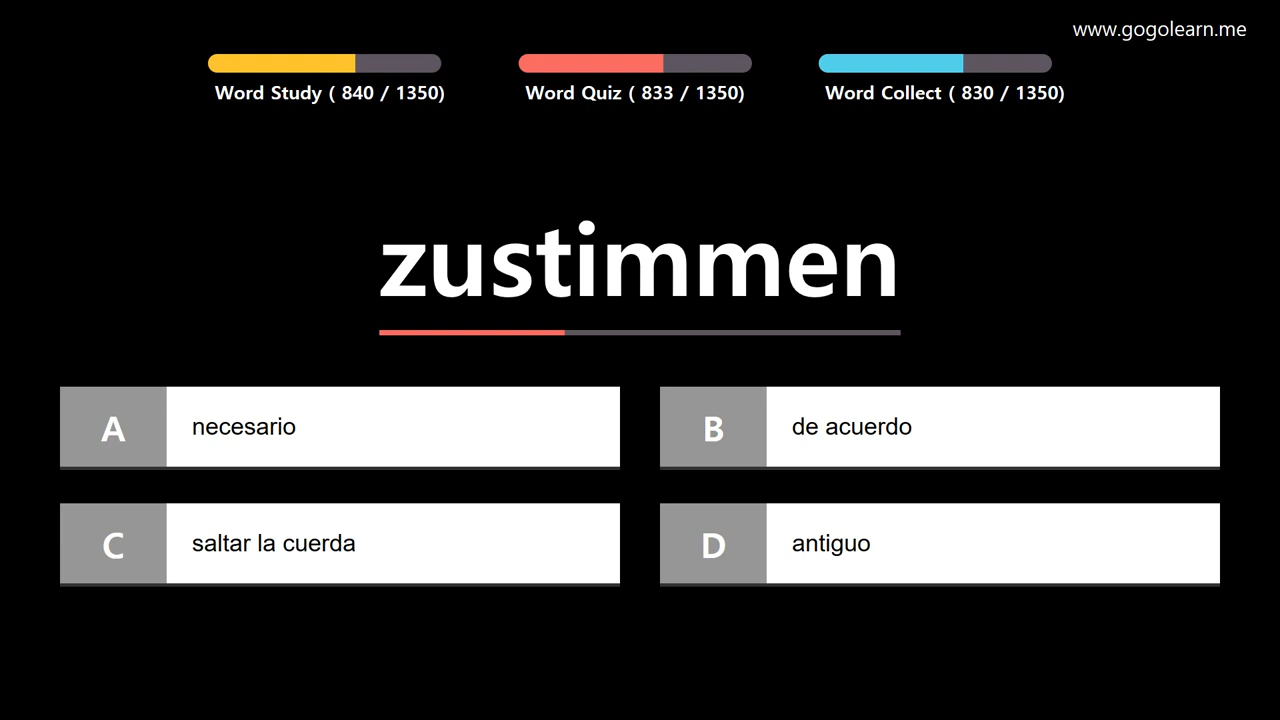 www.gogolearn.me
Word Study ( 840 / 1350)
Word Quiz ( 833 / 1350)
Word Collect ( 830 / 1350)
zustimmen
A
necesario
B
de acuerdo
C
saltar la cuerda
D
antiguo